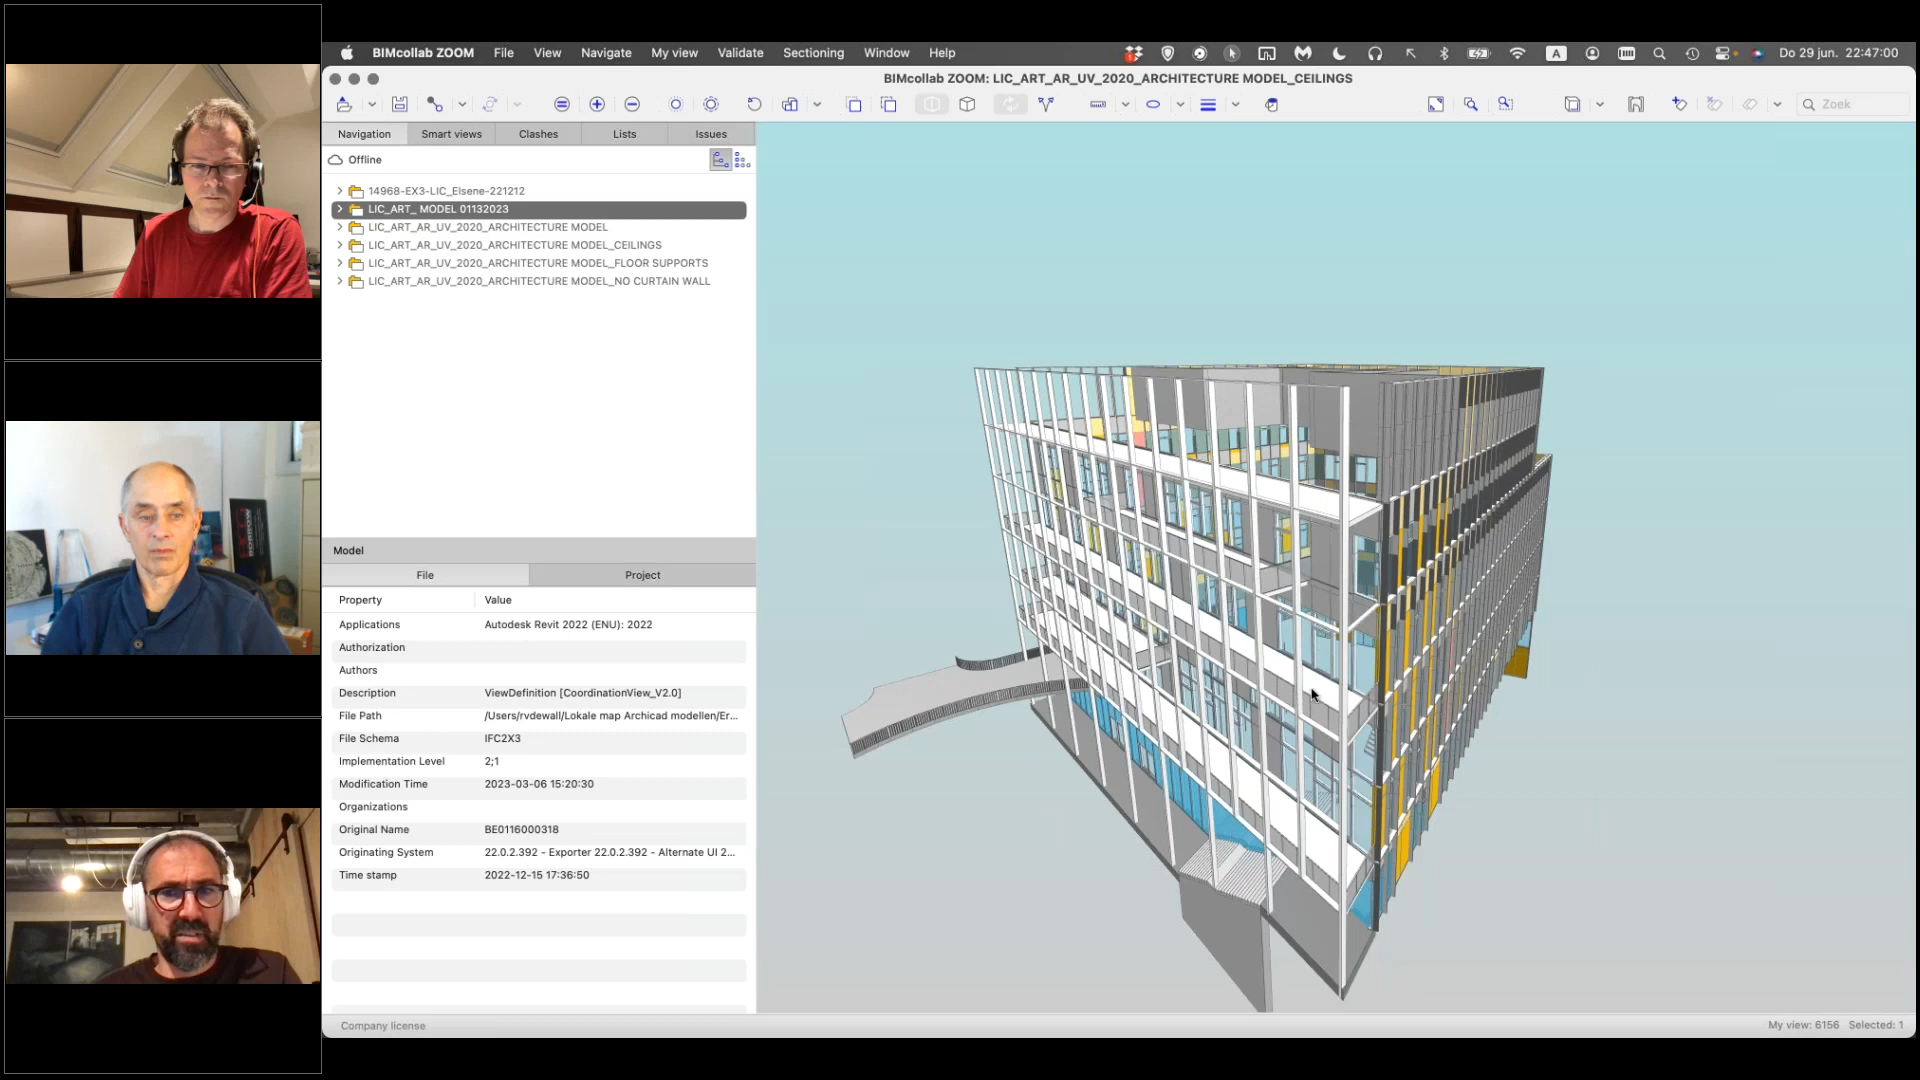 BIMcollab ZOOM File View Navigate My view Validate Sectioning Window Help
A
Do 29 jun. 22:47:00
BIMcollab ZOOM: LIC_ART_AR_UV_2020_ARCHITECTURE MODEL_CEILINGS
Zoek
Navigation Smart views Clashes Lists Issues
Offline
14968-EX3-LIC_Elsene-221212
LIC_ART_ MODEL 01132023
LIC_ART_AR_UV_2020_ARCHITECTURE MODEL
LIC_ART_AR_UV_2020_ARCHITECTURE MODEL_CEILINGS
LIC_ART_AR_UV_2020_ARCHITECTURE MODEL_FLOOR SUPPORTS
LIC_ART_AR_UV_2020_ARCHITECTURE MODEL_NO CURTAIN WALL
Model
File Project
Property Value
Applications Autodesk Revit 2022 (ENU): 2022
Authorization
Authors
Description ViewDefinition [CoordinationView_V2.0]
File Path /Users/rvdewall/Lokale map Archicad modellen/Er...
File Schema IFC2X3
Implementation Level 2;1
Modification Time 2023-03-06 15:20:30
Organizations
Original Name BE0116000318
Originating System 22.0.2.392 - Exporter 22.0.2.392 - Alternate UI 2...
Time stamp 2022-12-15 17:36:50
Company license
My view: 6156 Selected: 1